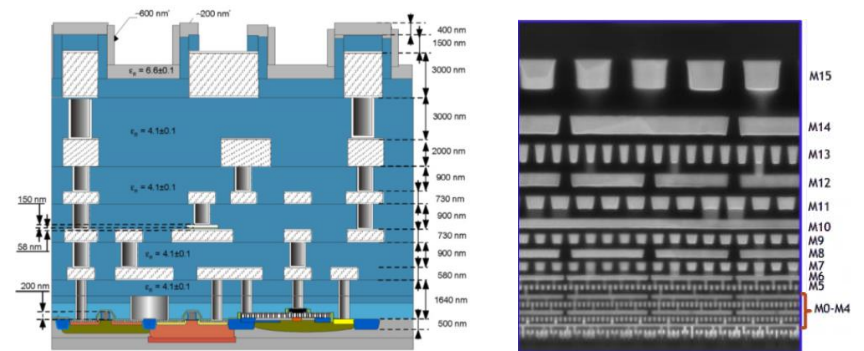 ~600 nm'
~200 nm'
400 nm
1500 nm
εᵣ = 6.6±0.1
3000 nm
εᵣ = 4.1±0.1
3000 nm
2000 nm
εᵣ = 4.1±0.1
900 nm
150 nm
730 nm
900 nm
56 nm
730 nm
εᵣ = 4.1±0.1
900 nm
200 nm
580 nm
εᵣ = 4.1±0.1
1640 nm
500 nm
M15
M14
M13
M12
M11
M10
M9
M8
M7
M6
M5
M0-M4